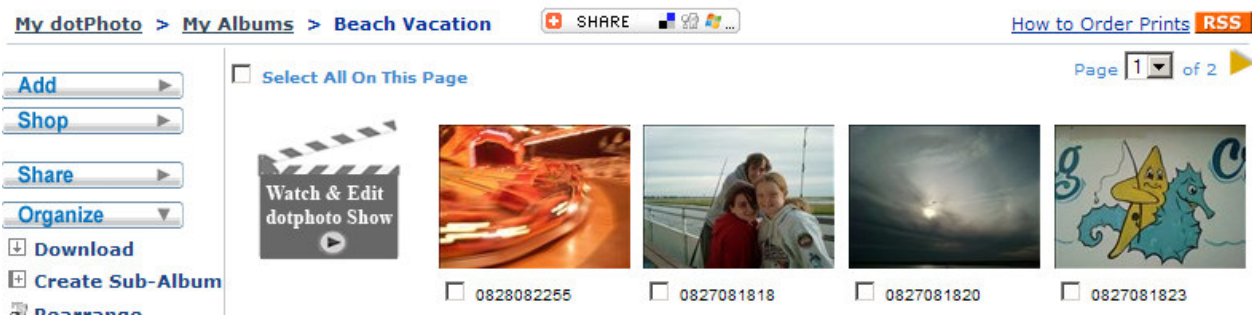 My dotPhoto > My Albums > Beach Vacation
SHARE ...
How to Order Prints RSS
Add
Shop
Share
Organize
Download
Create Sub-Album
Rearrange
Select All On This Page
Page 1 of 2
Watch & Edit
dotphoto Show
0828082255
0827081818
0827081820
0827081823